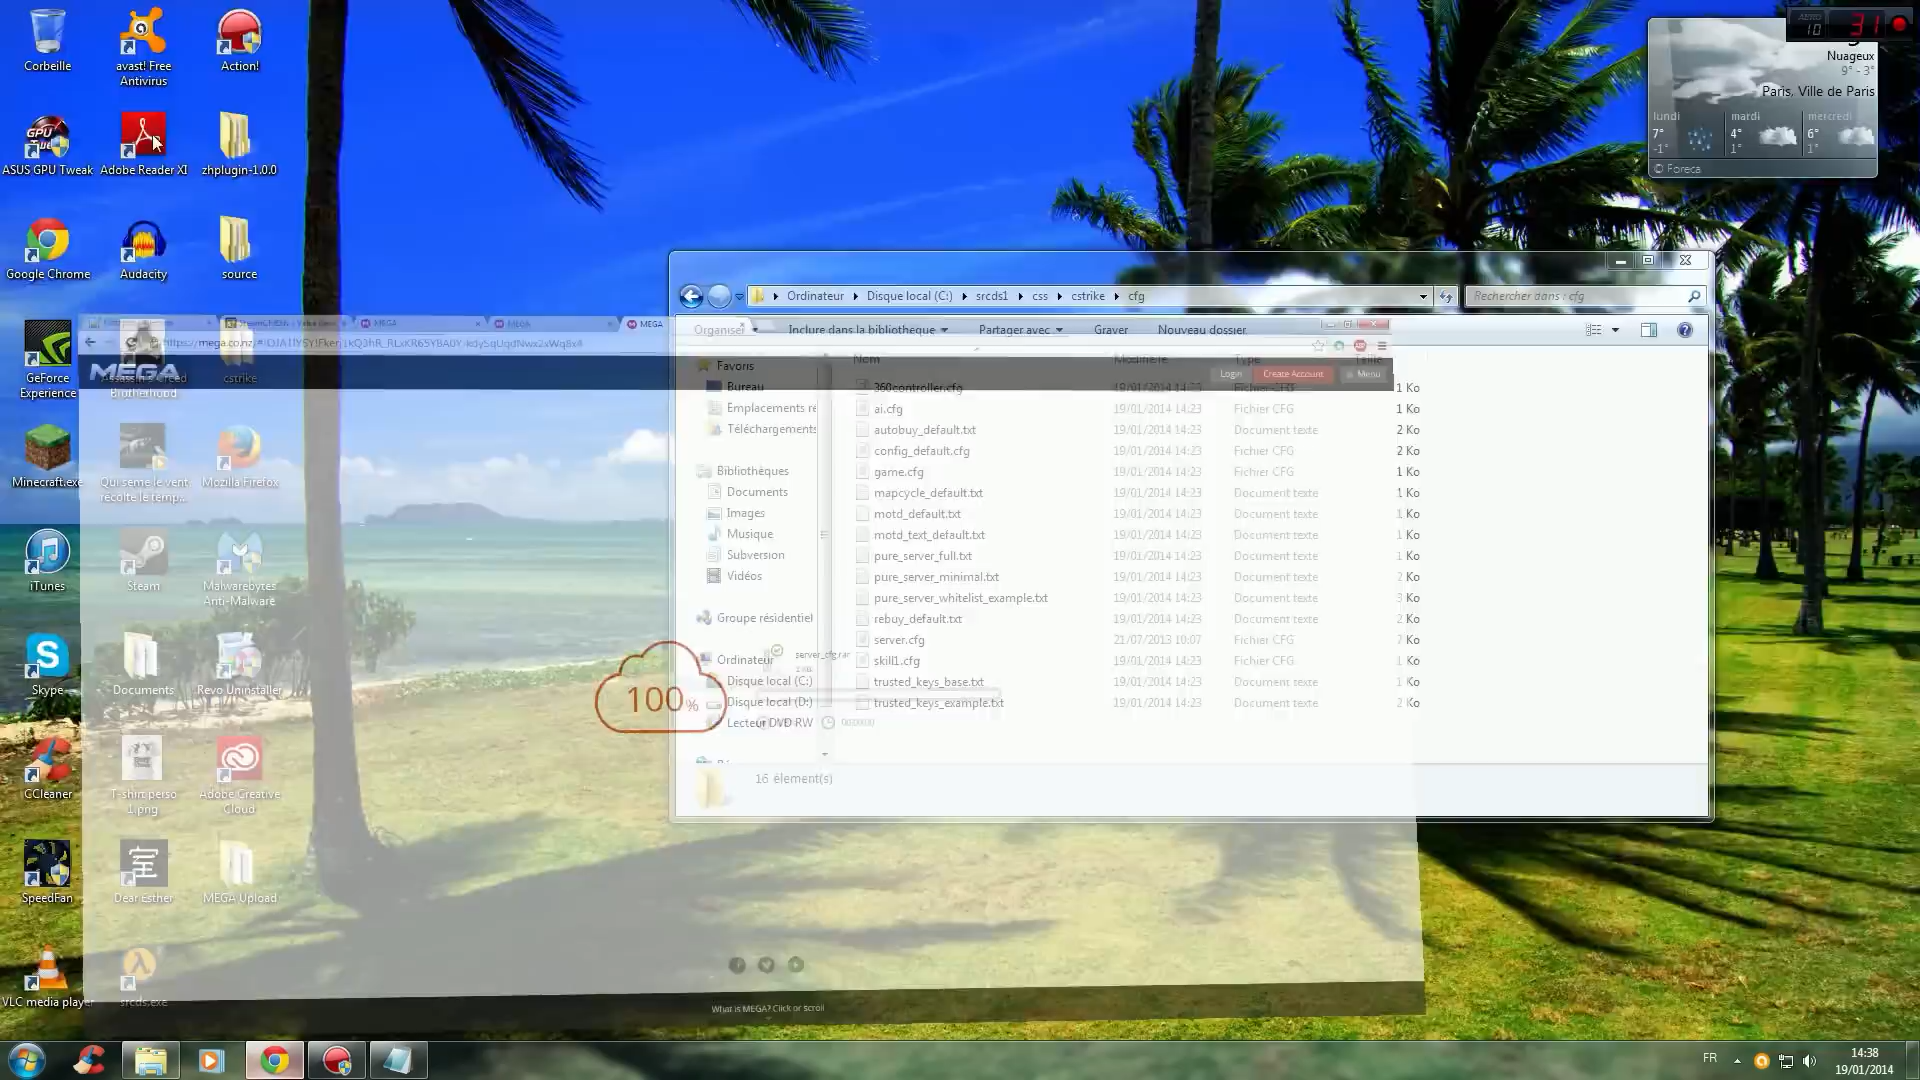 Corbeille
avast! Free
Antivirus
Action!
ASUS GPU Tweak
Adobe Reader XI
zhplugin-1.0.0
Google Chrome
Audacity
source
GeForce
Experience
Assassin's Creed
Brotherhood
cstrike
Minecraft.exe
Qui seme le vent
récolte le temp...
Mozilla Firefox
iTunes
Steam
Malwarebytes
Anti-Malware
Skype
Documents
Revo Uninstaller
CCleaner
T-shirt perso
1.png
Adobe Creative
Cloud
SpeedFan
Dear Esther
MEGA Upload
VLC media player
srcds.exe
10
31
Nuageux
9° - 3°
Paris, Ville de Paris
lundi
7°
-1°
mardi
4°
1°
mercredi
6°
1°
© Foreca
Ordinateur
Disque local (C:)
srcds1
css
cstrike
cfg
Rechercher dans : cfg
Organiser
Inclure dans la bibliothèque
Partager avec
Graver
Nouveau dossier
MEGA
MEGA
MEGA
MEGA
Login
Create Account
Menu
Nom
Modifié le
Type
Taille
Favoris
Bureau
Emplacements ré
Téléchargements
Bibliothèques
Documents
Images
Musique
Subversion
Vidéos
Groupe résidentiel
Ordinateur
Disque local (C:)
Disque local (D:)
Lecteur DVD RW
360controller.cfg 19/01/2014 14:23 Fichier CFG 1 Ko
ai.cfg 19/01/2014 14:23 Fichier CFG 1 Ko
autobuy_default.txt 19/01/2014 14:23 Document texte 2 Ko
config_default.cfg 19/01/2014 14:23 Fichier CFG 2 Ko
game.cfg 19/01/2014 14:23 Fichier CFG 1 Ko
mapcycle_default.txt 19/01/2014 14:23 Document texte 1 Ko
motd_default.txt 19/01/2014 14:23 Document texte 1 Ko
motd_text_default.txt 19/01/2014 14:23 Document texte 1 Ko
pure_server_full.txt 19/01/2014 14:23 Document texte 2 Ko
pure_server_minimal.txt 19/01/2014 14:23 Document texte 2 Ko
pure_server_whitelist_example.txt 19/01/2014 14:23 Document texte 3 Ko
rebuy_default.txt 19/01/2014 14:23 Document texte 2 Ko
server.cfg 21/07/2013 10:07 Fichier CFG 2 Ko
skill1.cfg 19/01/2014 14:23 Fichier CFG 1 Ko
trusted_keys_base.txt 19/01/2014 14:23 Document texte 1 Ko
trusted_keys_example.txt 19/01/2014 14:23 Document texte 2 Ko
100%
server_cfg.rar
16 élément(s)
What is MEGA? Click or scroll
FR
14:38
19/01/2014